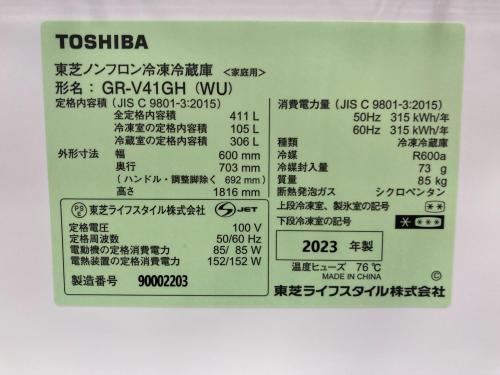 TOSHIBA
東芝ノンフロン冷凍冷蔵庫 <家庭用>
形名: GR-V41GH (WU)
定格内容積 (JIS C 9801-3:2015)
全定格内容積 411 L
冷凍室の定格内容積 105 L
冷蔵室の定格内容積 306 L
外形寸法 幅 600 mm
奥行 703 mm
(ハンドル・調整脚除く 692 mm)
高さ 1816 mm
PSE 東芝ライフスタイル株式会社 JET
定格電圧 100 V
定格周波数 50/60 Hz
電動機の定格消費電力 85/ 85 W
電熱装置の定格消費電力 152/152 W
製造番号 90002203
消費電力量 (JIS C 9801-3:2015)
50Hz 315 kWh/年
60Hz 315 kWh/年
種類 冷凍冷蔵庫
冷媒 R600a
冷媒封入量 73 g
質量 85 kg
断熱発泡ガス シクロペンタン
上段冷凍室、製氷室の記号 **
下段冷凍室の記号 * ***
2023 年製
温度ヒューズ 76℃
MADE IN CHINA
©
東芝ライフスタイル株式会社